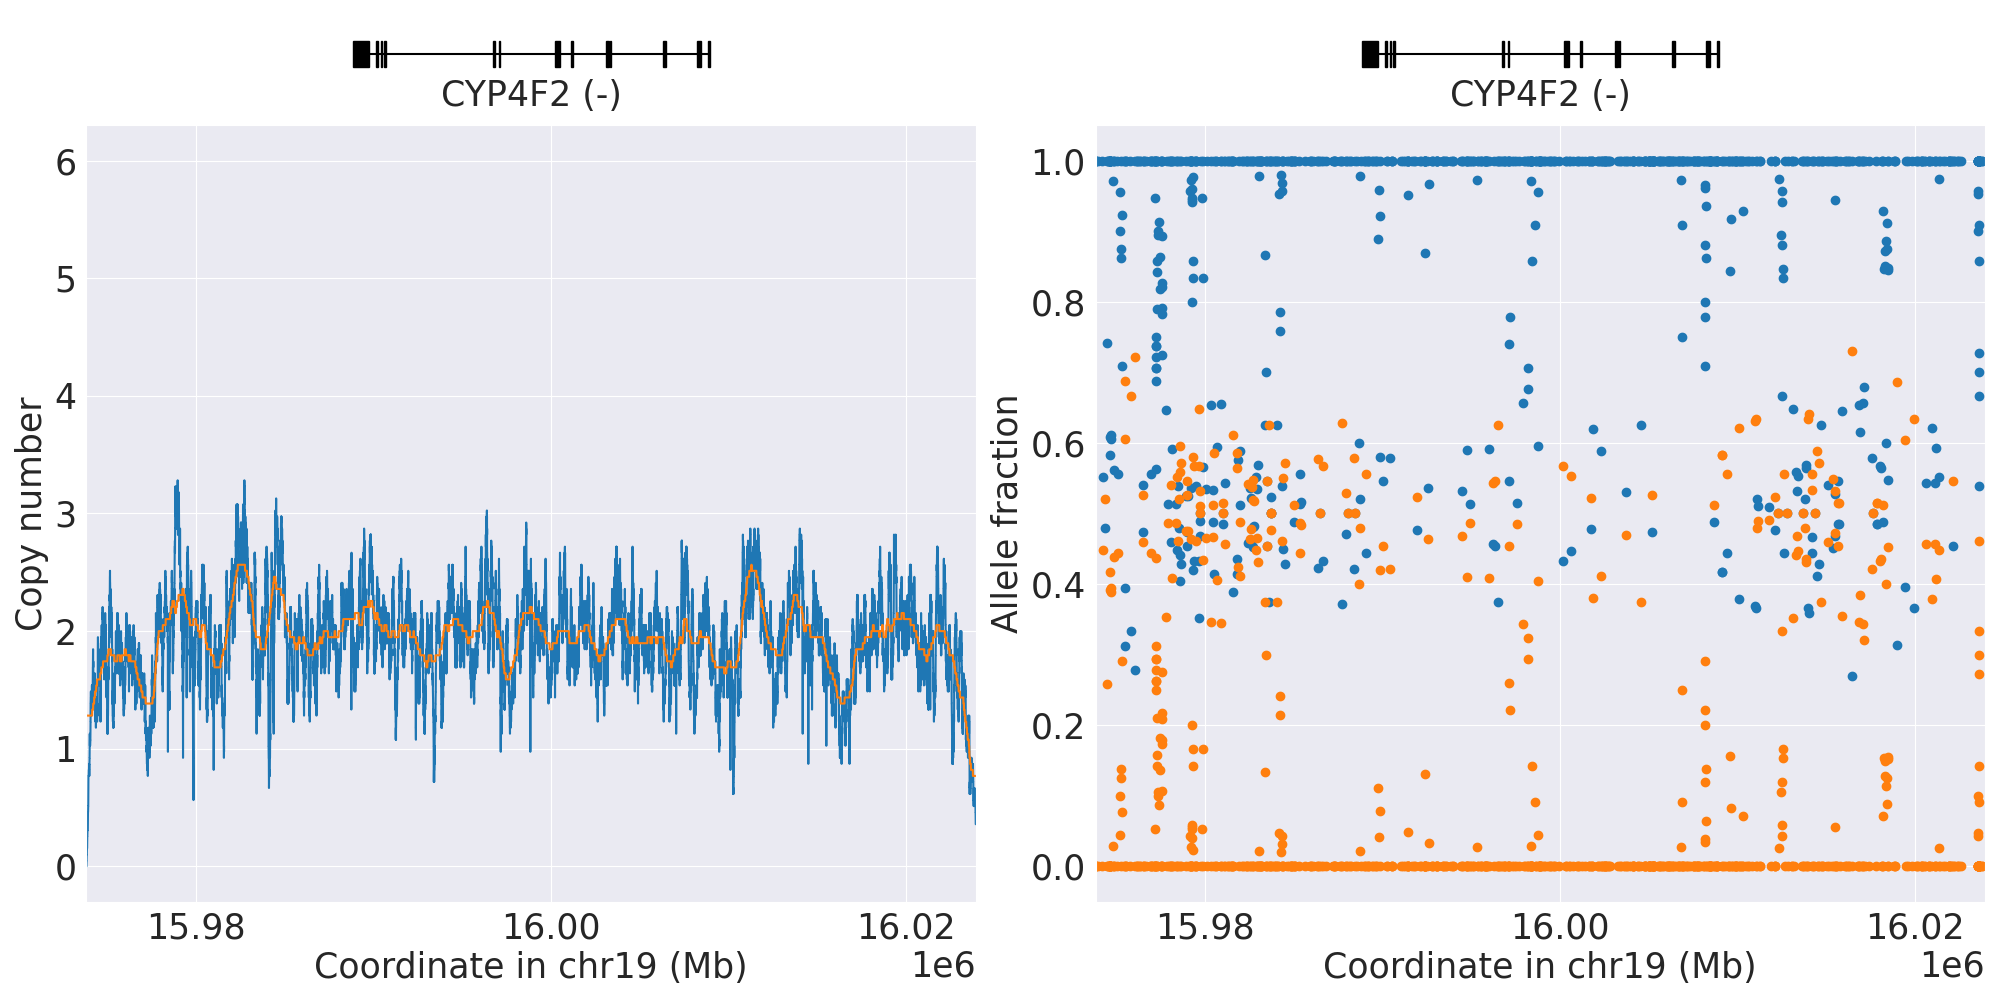 CYP4F2 (-)
6
5
4
3
2
1
0
Copy number
15.98
16.00
16.02
Coordinate in chr19 (Mb)
1e6
CYP4F2 (-)
1.0
0.8
0.6
0.4
0.2
0.0
Allele fraction
15.98
16.00
16.02
Coordinate in chr19 (Mb)
1e6